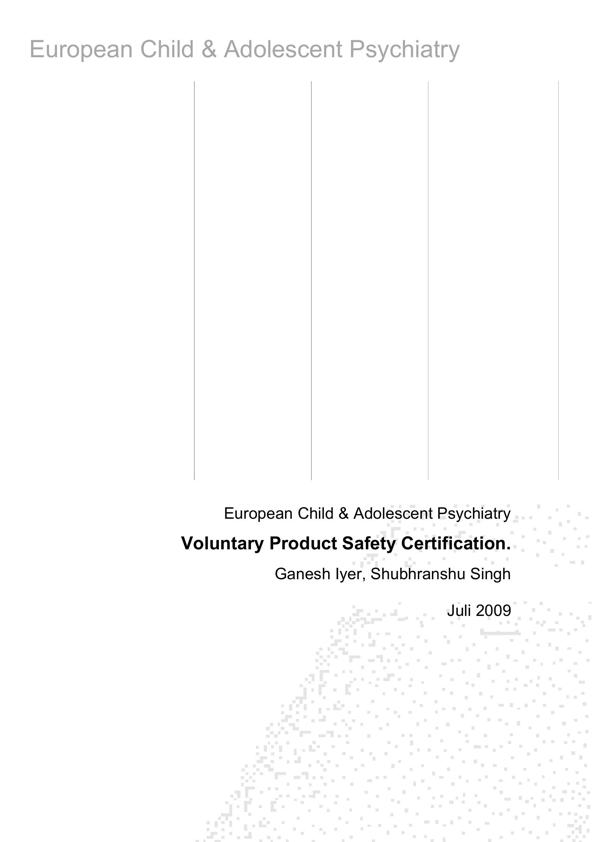 European Child & Adolescent Psychiatry
European Child & Adolescent Psychiatry
Voluntary Product Safety Certification.
Ganesh Iyer, Shubhranshu Singh
Juli 2009